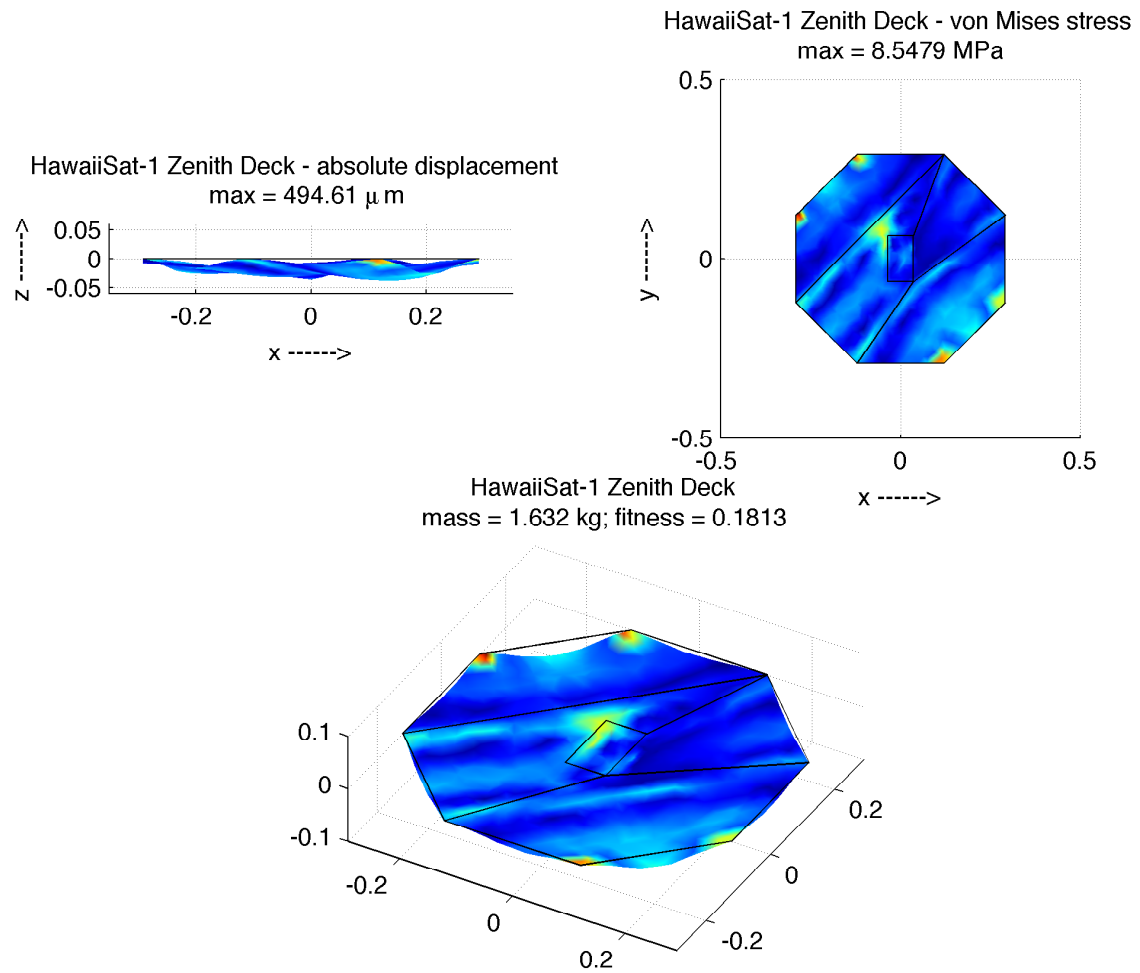 HawaiiSat-1 Zenith Deck - von Mises stress
max = 8.5479 MPa
0.5
0
-0.5
y ----->
-0.5
0
0.5
x ------>
HawaiiSat-1 Zenith Deck - absolute displacement
max = 494.61 μ m
0.05
0
-0.05
z ----->
-0.2
0
0.2
x ------>
HawaiiSat-1 Zenith Deck
mass = 1.632 kg; fitness = 0.1813
0.1
0
-0.1
-0.2
0
0.2
-0.2
0
0.2